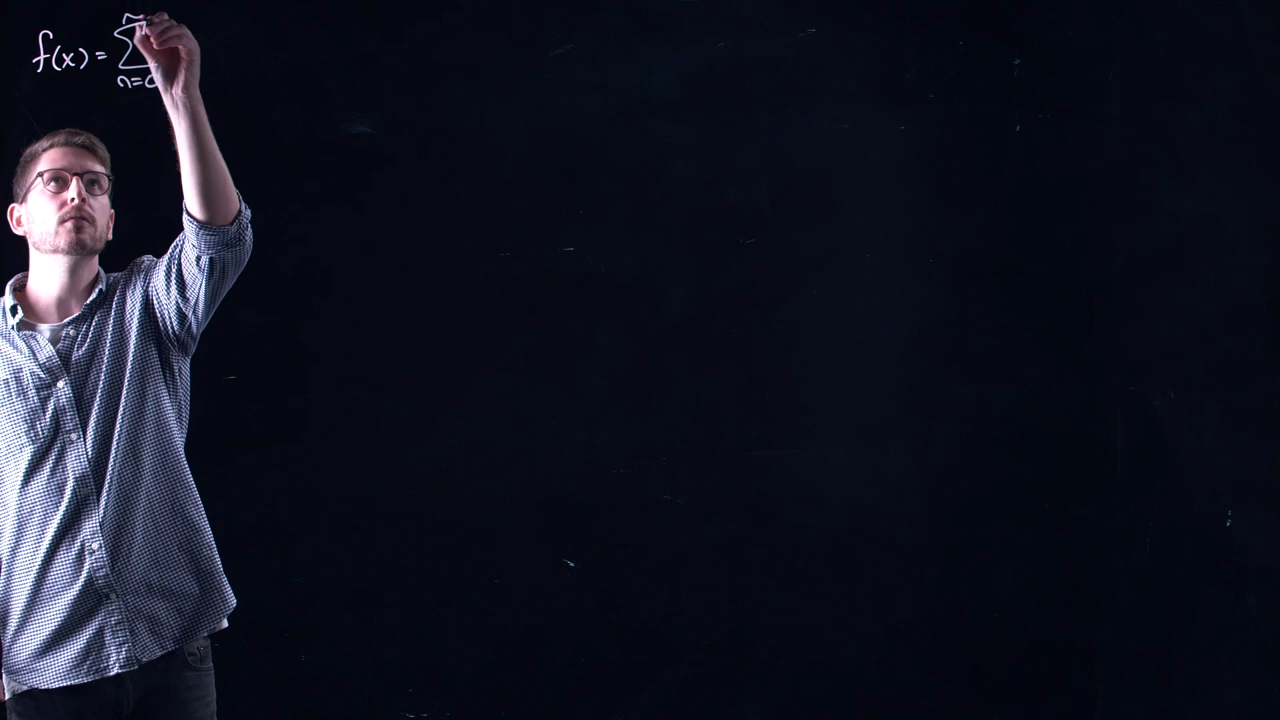 f(x) = ∑ n=0